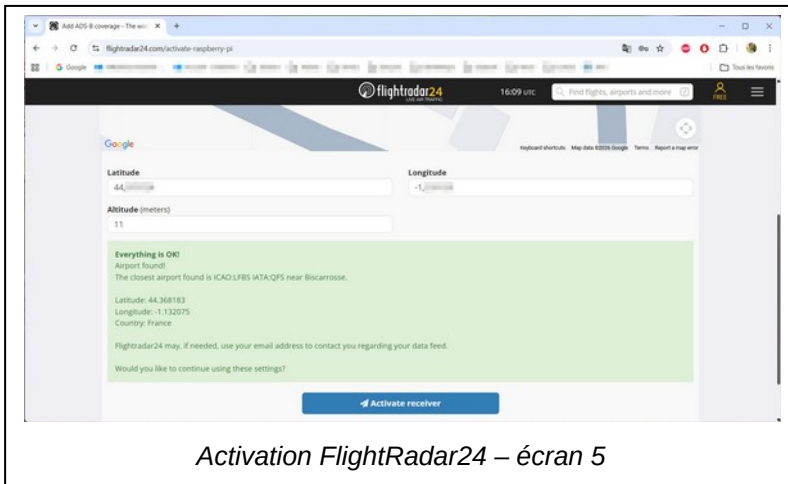 Add ADS-B coverage - The wor
flightradar24.com/activate-raspberry-pi
Google
Tous les favoris
flightradar24
LIVE AIR TRAFFIC
16:09 UTC
Find flights, airports and more
FREE
Google
Keyboard shortcuts Map data ©2026 Google Terms Report a map error
Latitude Longitude
44, -1,
Altitude (meters)
11
Everything is OK!
Airport found!
The closest airport found is ICAO:LFBS IATA:QFS near Biscarrosse.
Latitude: 44.368183
Longitude: -1.132075
Country: France
Flightradar24 may, if needed, use your email address to contact you regarding your data feed.
Would you like to continue using these settings?
Activate receiver
Activation FlightRadar24 – écran 5